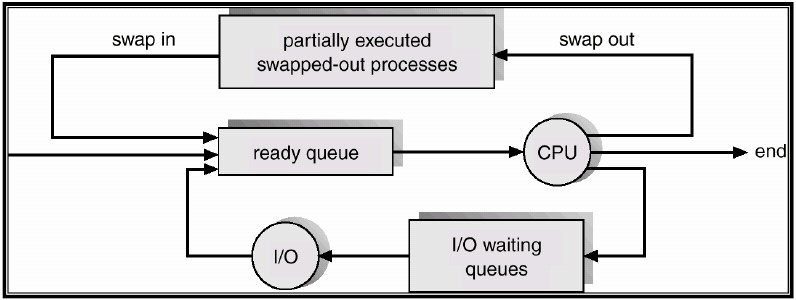 swap in
partially executed
swapped-out processes
swap out
ready queue
CPU
end
I/O
I/O waiting
queues